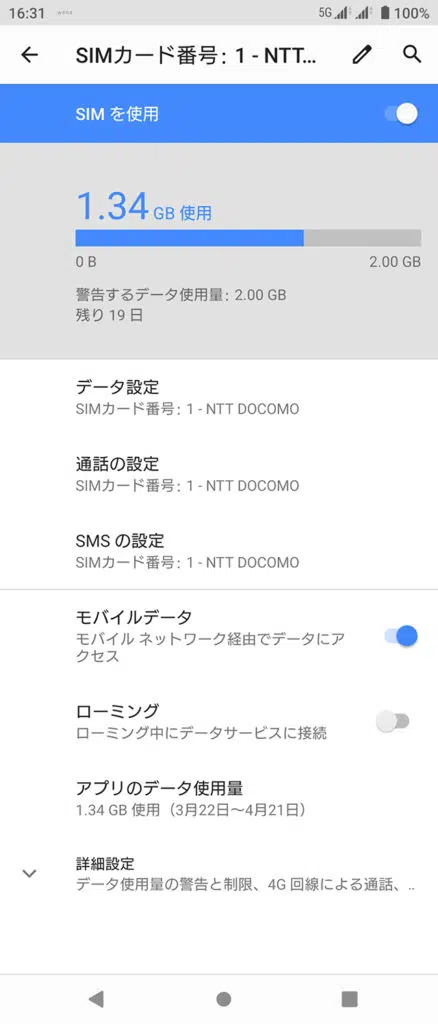 16:31
5G
100%
SIMカード番号: 1 - NTT...
SIM を使用
1.34 GB 使用
0 B
2.00 GB
警告するデータ使用量: 2.00 GB
残り 19 日
データ設定
SIMカード番号: 1 - NTT DOCOMO
通話の設定
SIMカード番号: 1 - NTT DOCOMO
SMS の設定
SIMカード番号: 1 - NTT DOCOMO
モバイルデータ
モバイル ネットワーク経由でデータにア
クセス
ローミング
ローミング中にデータサービスに接続
アプリのデータ使用量
1.34 GB 使用（3月22日～4月21日）
詳細設定
データ使用量の警告と制限、4G 回線による通話、..